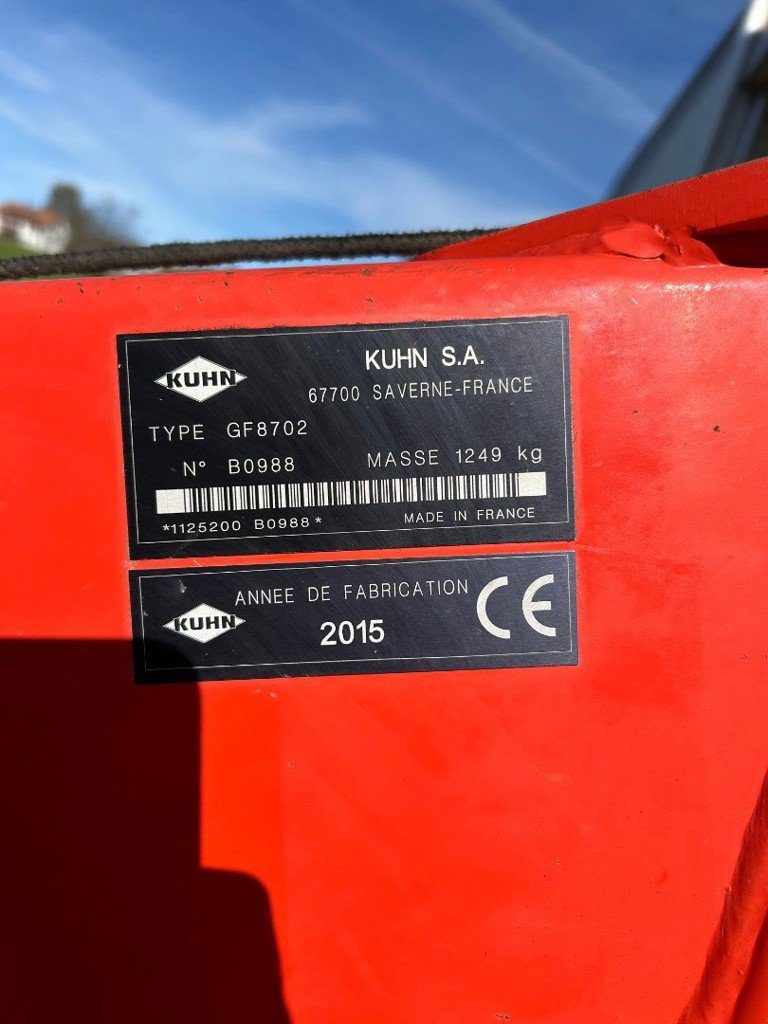 KUHN
KUHN S.A.
67700 SAVERNE-FRANCE
TYPE GF8702
N° B0988 MASSE 1249 kg
*1125200 B0988*
MADE IN FRANCE
KUHN
ANNEE DE FABRICATION
2015
CE